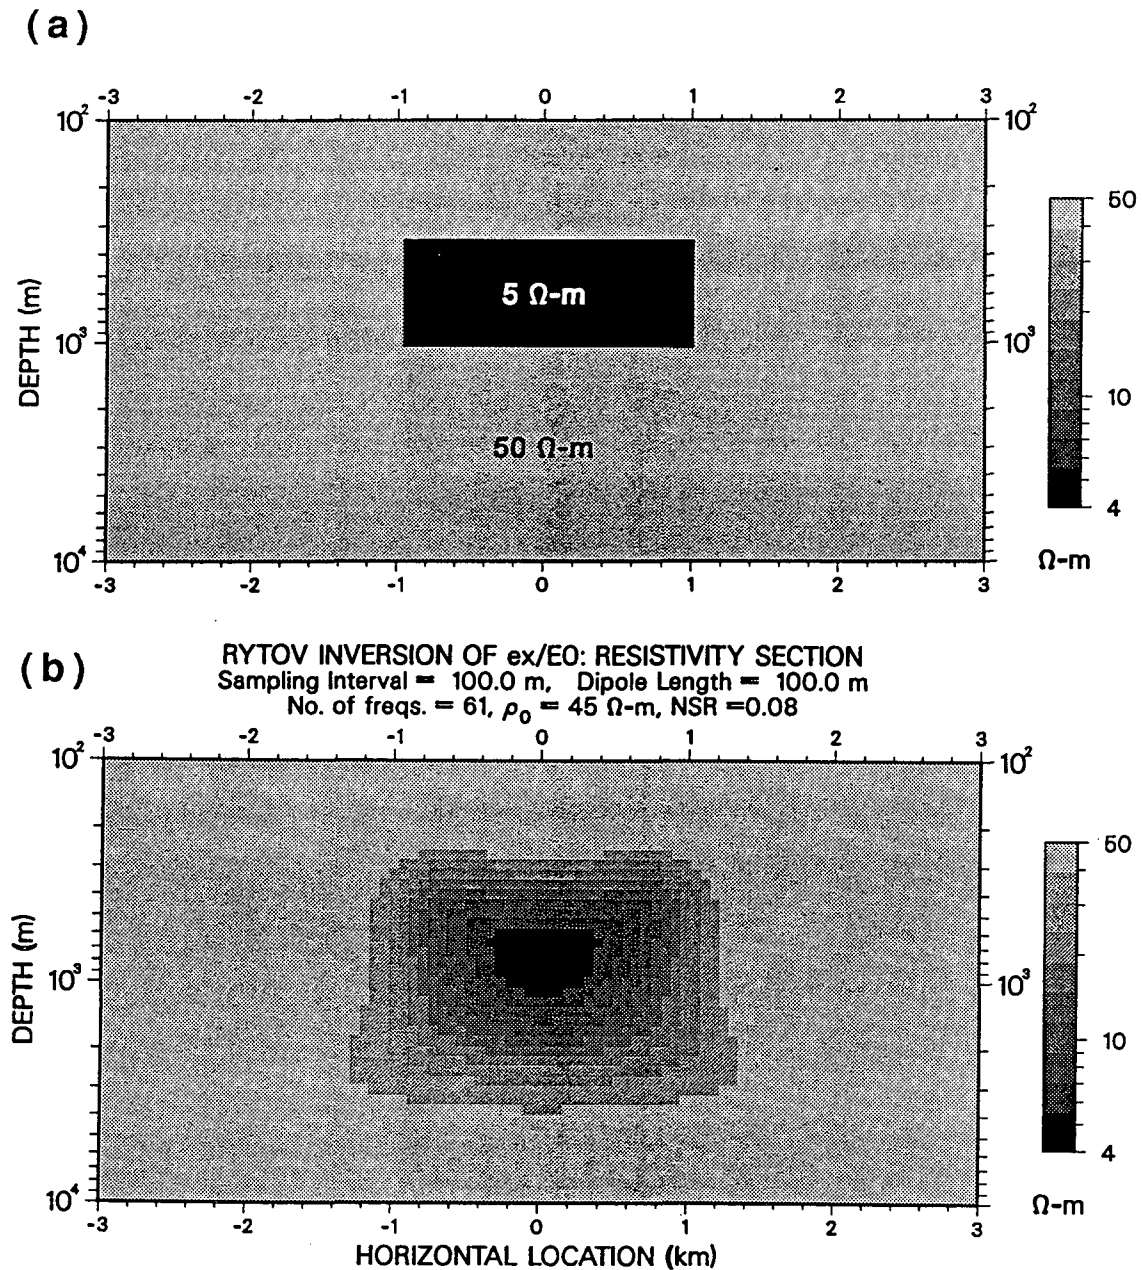 (a)
-3 -2 -1 0 1 2 3
10² 10²
50
5 Ω-m
DEPTH (m)
10³ 10³
10
50 Ω-m
4
10⁴ 10⁴
Ω-m
-3 -2 -1 0 1 2 3
(b)
RYTOV INVERSION OF ex/E0: RESISTIVITY SECTION
Sampling Interval = 100.0 m, Dipole Length = 100.0 m
No. of freqs. = 61, ρ₀ = 45 Ω-m, NSR =0.08
-3 -2 -1 0 1 2 3
10² 10²
50
DEPTH (m)
10³ 10³
10
4
10⁴ 10⁴
Ω-m
-3 -2 -1 0 1 2 3
HORIZONTAL LOCATION (km)